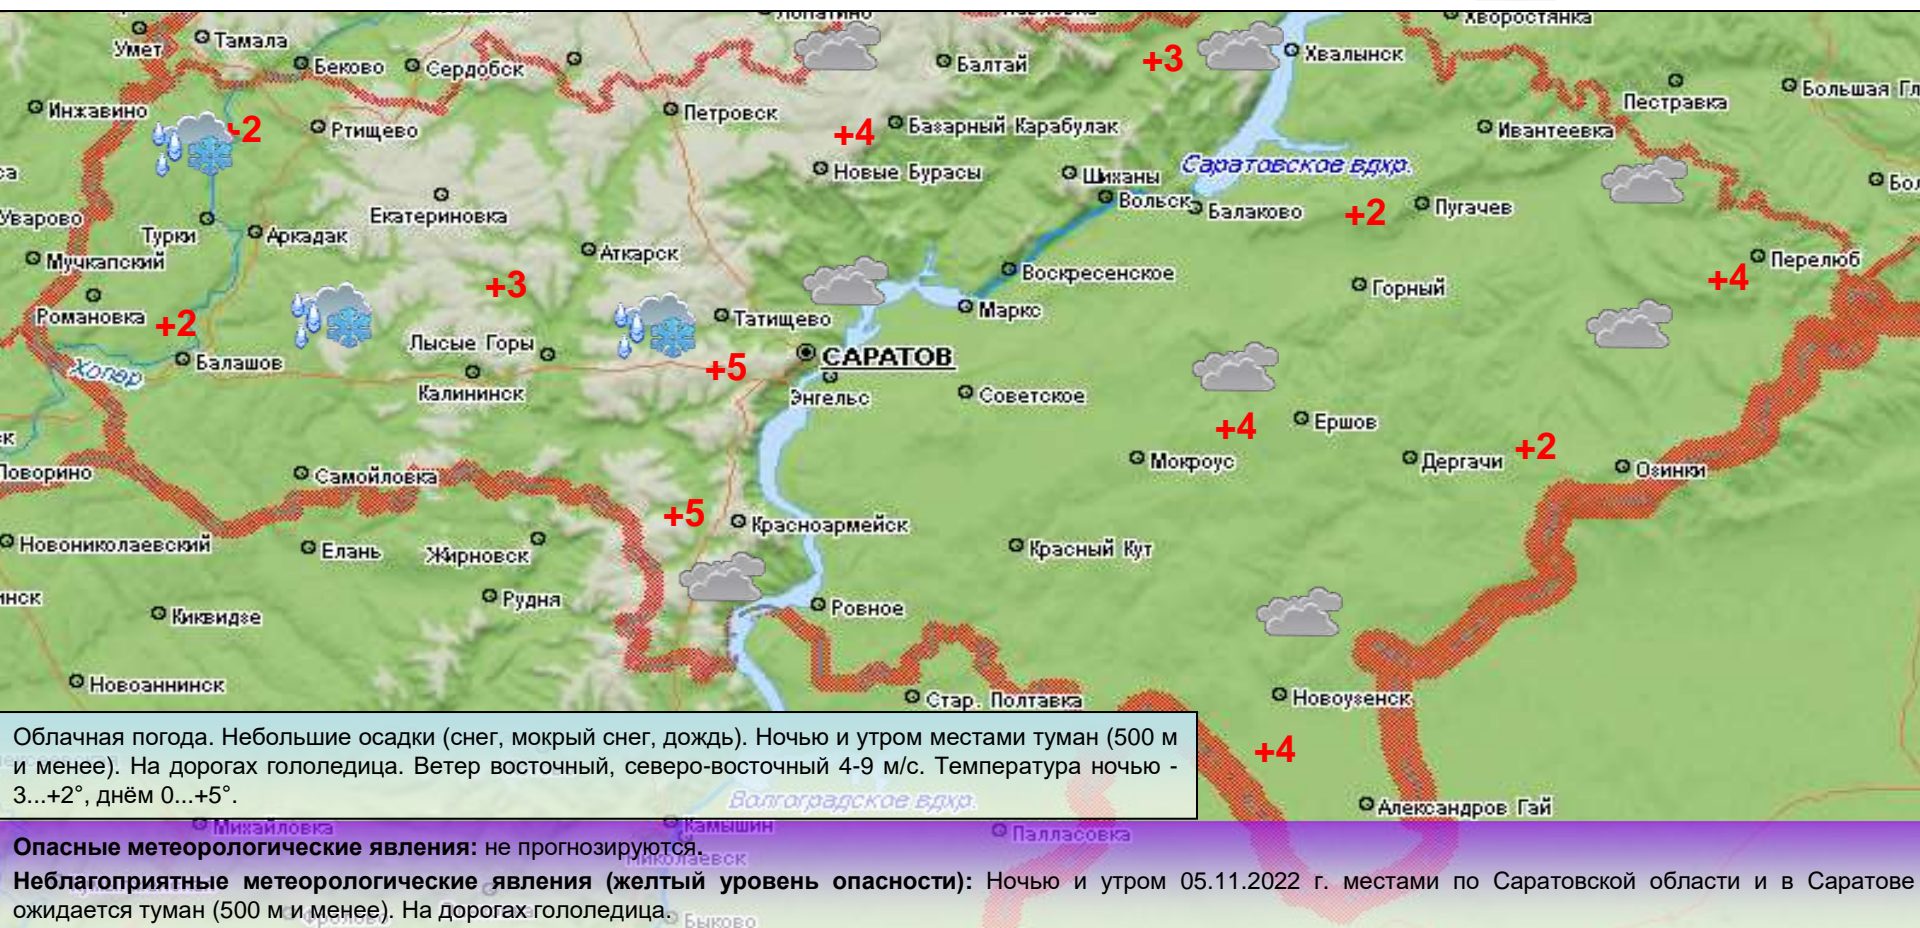 Лопатино
Хворостянка
Умет
Тамала
Беково
Сердобск
Балтай
+3
Хвалынск
Пестравка
Большая Гл
Инжавино
+2
Ртищево
Петровск
+4
Базарный Карабулак
Ивантеевка
Новые Бурасы
Шиханы
Саратовское вдхр.
Вольск
Балаково
+2
Пугачев
Бол
Уварово
Турки
Аркадак
Екатериновка
Аткарск
Мучкапский
Воскресенское
Горный
+4
Перелюб
+3
Романовка
+2
Татищево
Маркс
Хопер
Балашов
Лысые Горы
Калининск
+5
САРАТОВ
Энгельс
Советское
+4
Ершов
Мокроус
Дергачи
+2
Озинки
Поворино
Самойловка
+5
Красноармейск
Новониколаевский
Елань
Жирновск
Красный Кут
инск
Киквидзе
Рудня
Ровное
Новоаннинск
Стар. Полтавка
Новоузенск
+4
Александров Гай
Облачная погода. Небольшие осадки (снег, мокрый снег, дождь). Ночью и утром местами туман (500 м
и менее). На дорогах гололедица. Ветер восточный, северо-восточный 4-9 м/с. Температура ночью -
3...+2°, днём 0...+5°.
Волгоградское вдхр.
Михайловка
Камышин
Палласовка
Опасные метеорологические явления: не прогнозируются.
Николаевск
Неблагоприятные метеорологические явления (желтый уровень опасности): Ночью и утром 05.11.2022 г. местами по Саратовской области и в Саратове
ожидается туман (500 м и менее). На дорогах гололедица.
Фролово
Быково